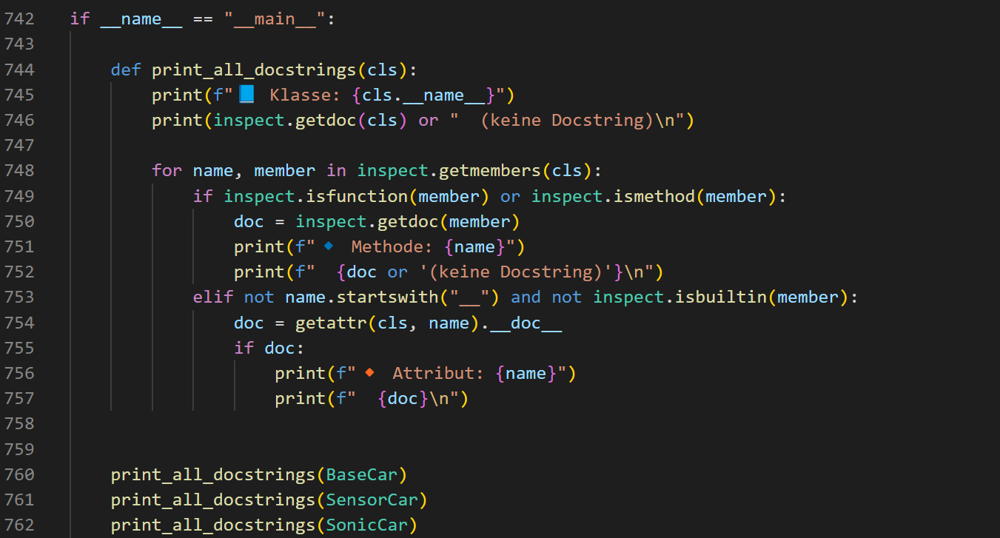 742 if __name__ == "__main__":
743
744     def print_all_docstrings(cls):
745         print(f"📘 Klasse: {cls.__name__}")
746         print(inspect.getdoc(cls) or "  (keine Docstring)\n")
747
748         for name, member in inspect.getmembers(cls):
749             if inspect.isfunction(member) or inspect.ismethod(member):
750                 doc = inspect.getdoc(member)
751                 print(f"🔹 Methode: {name}")
752                 print(f"  {doc or '(keine Docstring)'}\n")
753             elif not name.startswith("__") and not inspect.isbuiltin(member):
754                 doc = getattr(cls, name).__doc__
755                 if doc:
756                     print(f"🔸 Attribut: {name}")
757                     print(f"  {doc}\n")
758
759
760     print_all_docstrings(BaseCar)
761     print_all_docstrings(SensorCar)
762     print_all_docstrings(SonicCar)